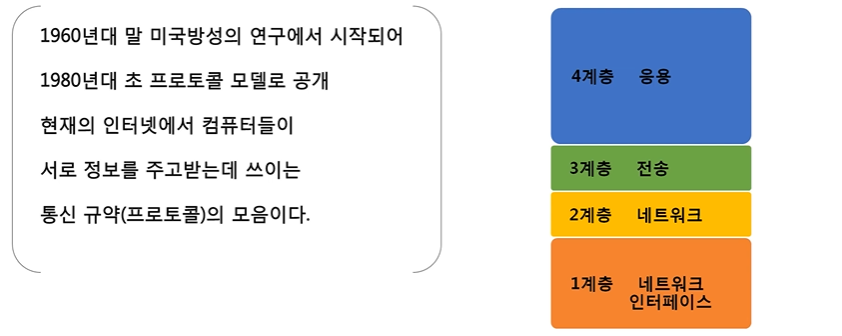 1960년대 말 미국방성의 연구에서 시작되어
1980년대 초 프로토콜 모델로 공개
현재의 인터넷에서 컴퓨터들이
서로 정보를 주고받는데 쓰이는
통신 규약(프로토콜)의 모음이다.
4계층 응용
3계층 전송
2계층 네트워크
1계층 네트워크
인터페이스